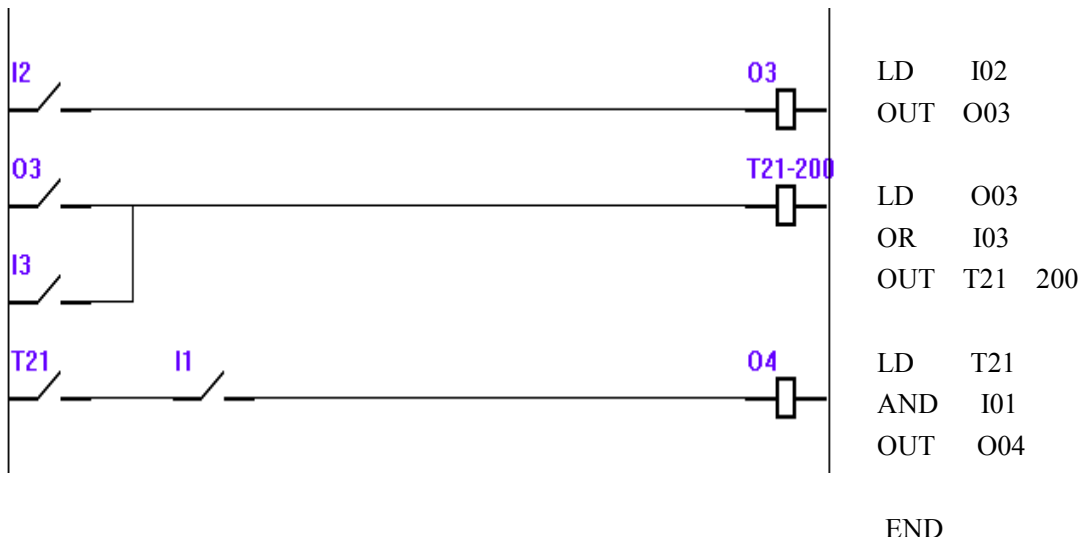 I2 O3
LD I02
OUT O03
O3 T21-200
LD O03
OR I03
I3
OUT T21 200
T21 I1 O4
LD T21
AND I01
OUT O04
END